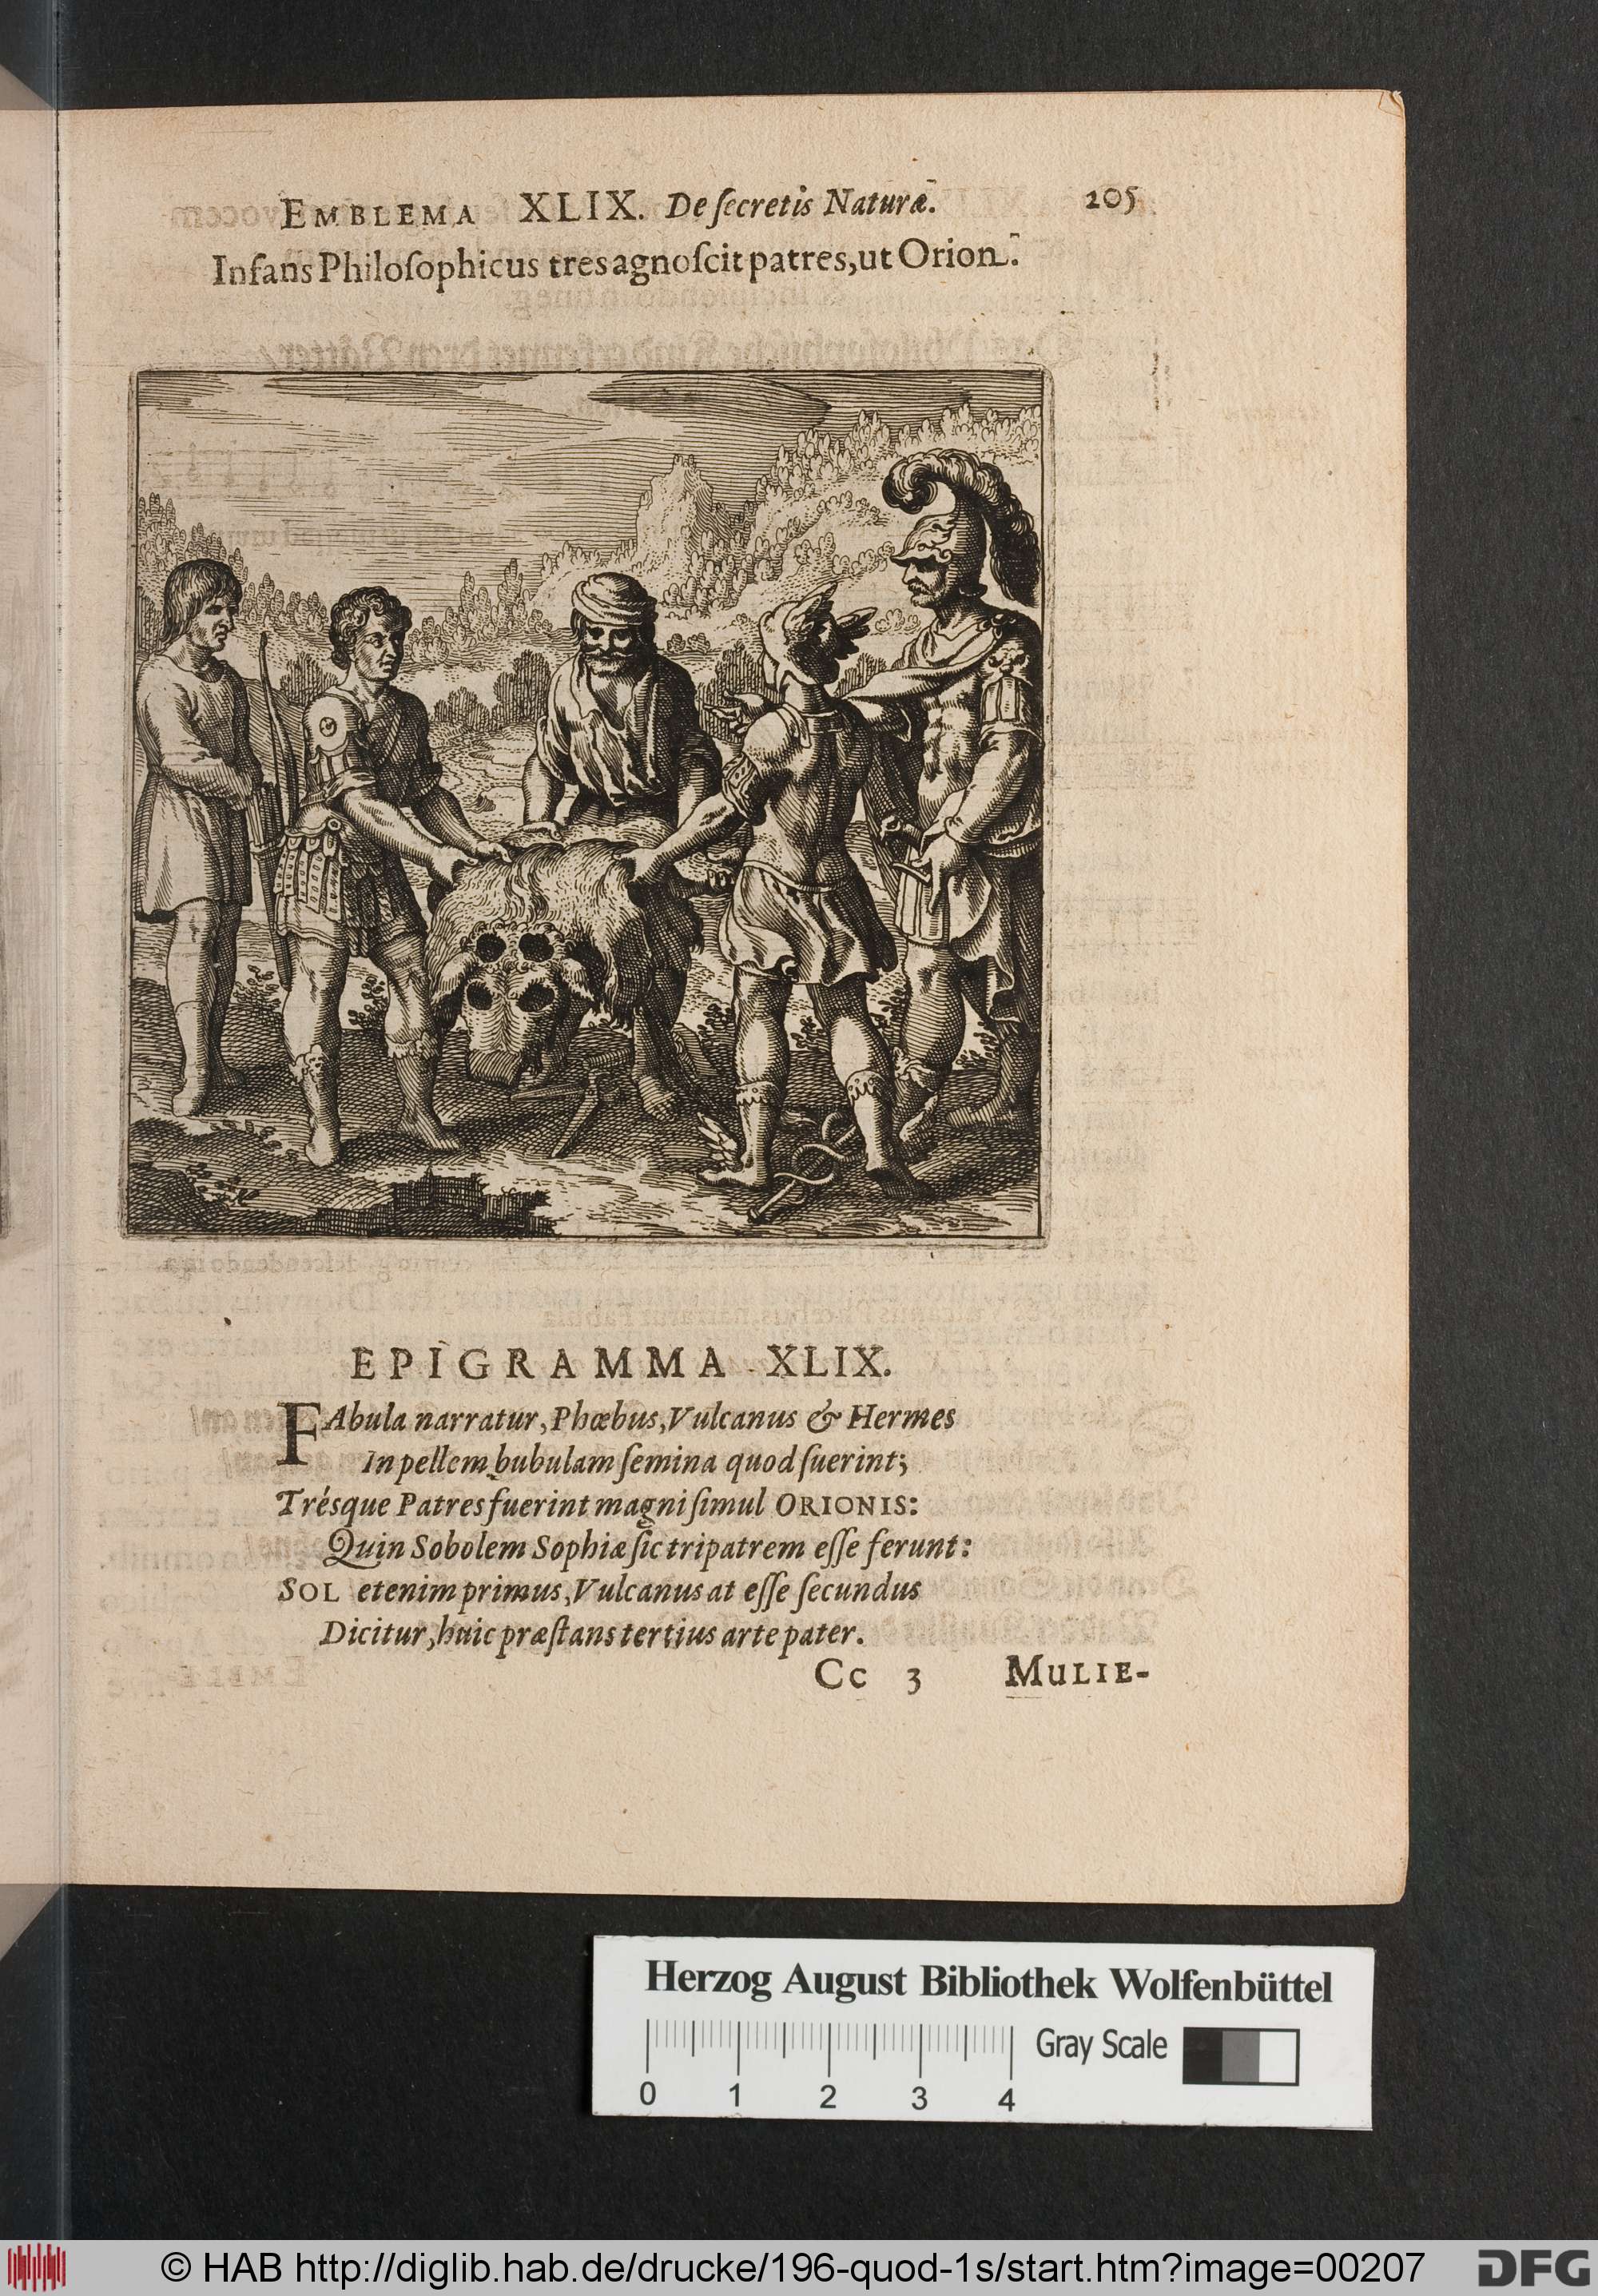 EMBLEMA XLIX. De ſecretis Naturæ. 205
Infans Philoſophicus tres agnoſcit patres, ut Orion.
EPIGRAMMA XLIX.
FAbula narratur, Phœbus, Vulcanus & Hermes
In pellem bubulam ſemina quod fuerint;
Trésque Patres fuerint magni ſimul ORIONIS:
Quin Sobolem Sophiæ ſic tripatrem eſſe ferunt:
SOL etenim primus, Vulcanus at eſſe ſecundus
Dicitur, huic præſtans tertius arte pater.
Cc 3 MULIE-
Herzog August Bibliothek Wolfenbüttel
Gray Scale
0 1 2 3 4
© HAB http://diglib.hab.de/drucke/196-quod-1s/start.htm?image=00207 DFG